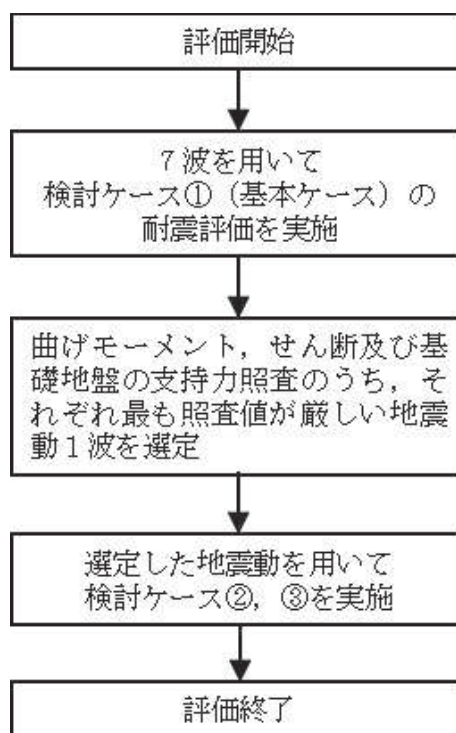 評価開始
7波を用いて
検討ケース①（基本ケース）の
耐震評価を実施
曲げモーメント，せん断及び基
礎地盤の支持力照査のうち，そ
れぞれ最も照査値が厳しい地震
動1波を選定
選定した地震動を用いて
検討ケース②，③を実施
評価終了